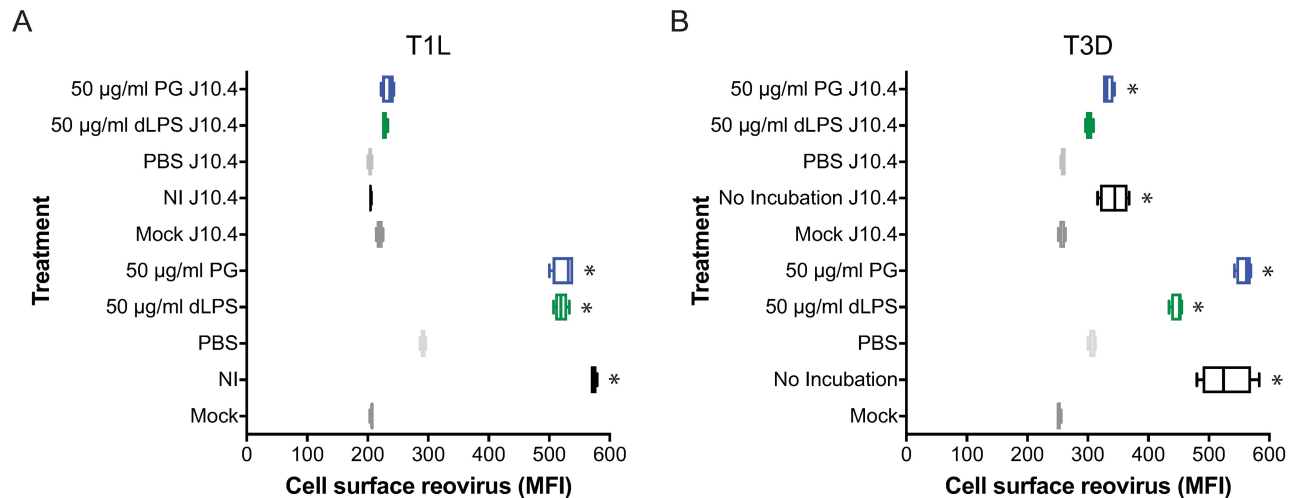 A
T1L
Treatment
50 µg/ml PG J10.4
50 µg/ml dLPS J10.4
PBS J10.4
NI J10.4
Mock J10.4
50 µg/ml PG
*
50 µg/ml dLPS
*
PBS
NI
*
Mock
0 100 200 300 400 500 600
Cell surface reovirus (MFI)
B
T3D
Treatment
50 µg/ml PG J10.4
*
50 µg/ml dLPS J10.4
PBS J10.4
No Incubation J10.4
*
Mock J10.4
50 µg/ml PG
*
50 µg/ml dLPS
*
PBS
No Incubation
*
Mock
0 100 200 300 400 500 600
Cell surface reovirus (MFI)